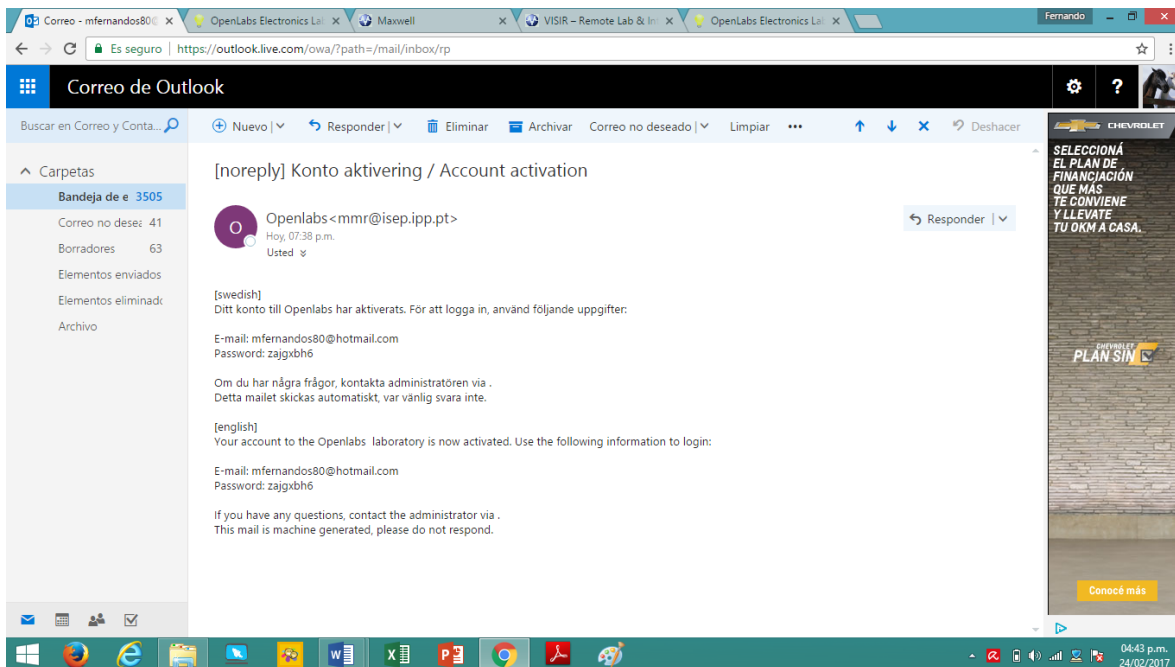 Correo - mfernandos80@
OpenLabs Electronics La
Maxwell
VISIR – Remote Lab & In
OpenLabs Electronics La
Fernando
Es seguro
https://outlook.live.com/owa/?path=/mail/inbox/rp
Correo de Outlook
?
Buscar en Correo y Conta...
Nuevo
Responder
Eliminar
Archivar
Correo no deseado
Limpiar
Deshacer
Carpetas
Bandeja de e 3505
Correo no desea 41
Borradores 63
Elementos enviados
Elementos eliminado
Archivo
[noreply] Konto aktivering / Account activation
O
Openlabs<mmr@isep.ipp.pt>
Hoy, 07:38 p.m.
Usted
Responder
[swedish]
Ditt konto till Openlabs har aktiverats. För att logga in, använd följande uppgifter:
E-mail: mfernandos80@hotmail.com
Password: zajgxbh6
Om du har några frågor, kontakta administratören via .
Detta mailet skickas automatiskt, var vänlig svara inte.
[english]
Your account to the Openlabs laboratory is now activated. Use the following information to login:
E-mail: mfernandos80@hotmail.com
Password: zajgxbh6
If you have any questions, contact the administrator via .
This mail is machine generated, please do not respond.
CHEVROLET
SELECCIONÁ
EL PLAN DE
FINANCIACIÓN
QUE MÁS
TE CONVIENE
Y LLEVATE
TU 0KM A CASA.
CHEVROLET
PLAN SIN
Conocé más
04:43 p.m.